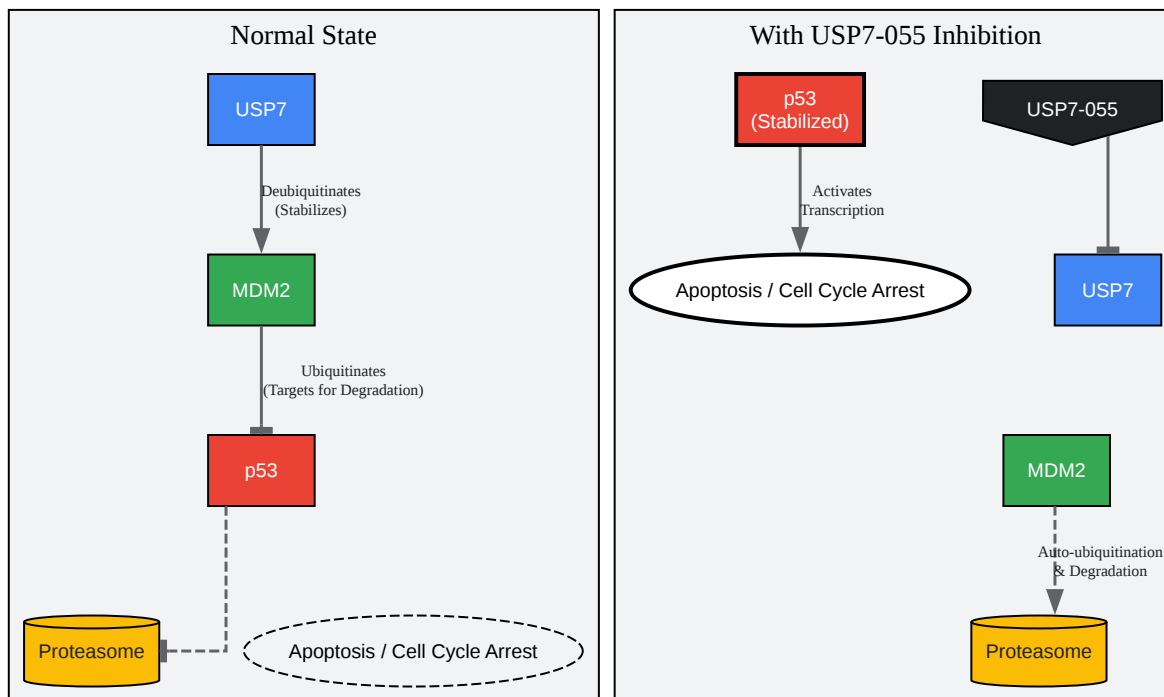 Normal State
USP7
Deubiquitinates
(Stabilizes)
MDM2
Ubiquitinates
(Targets for Degradation)
p53
Proteasome
Apoptosis / Cell Cycle Arrest
With USP7-055 Inhibition
p53
(Stabilized)
USP7-055
Activates
Transcription
Apoptosis / Cell Cycle Arrest
USP7
MDM2
Auto-ubiquitination
& Degradation
Proteasome